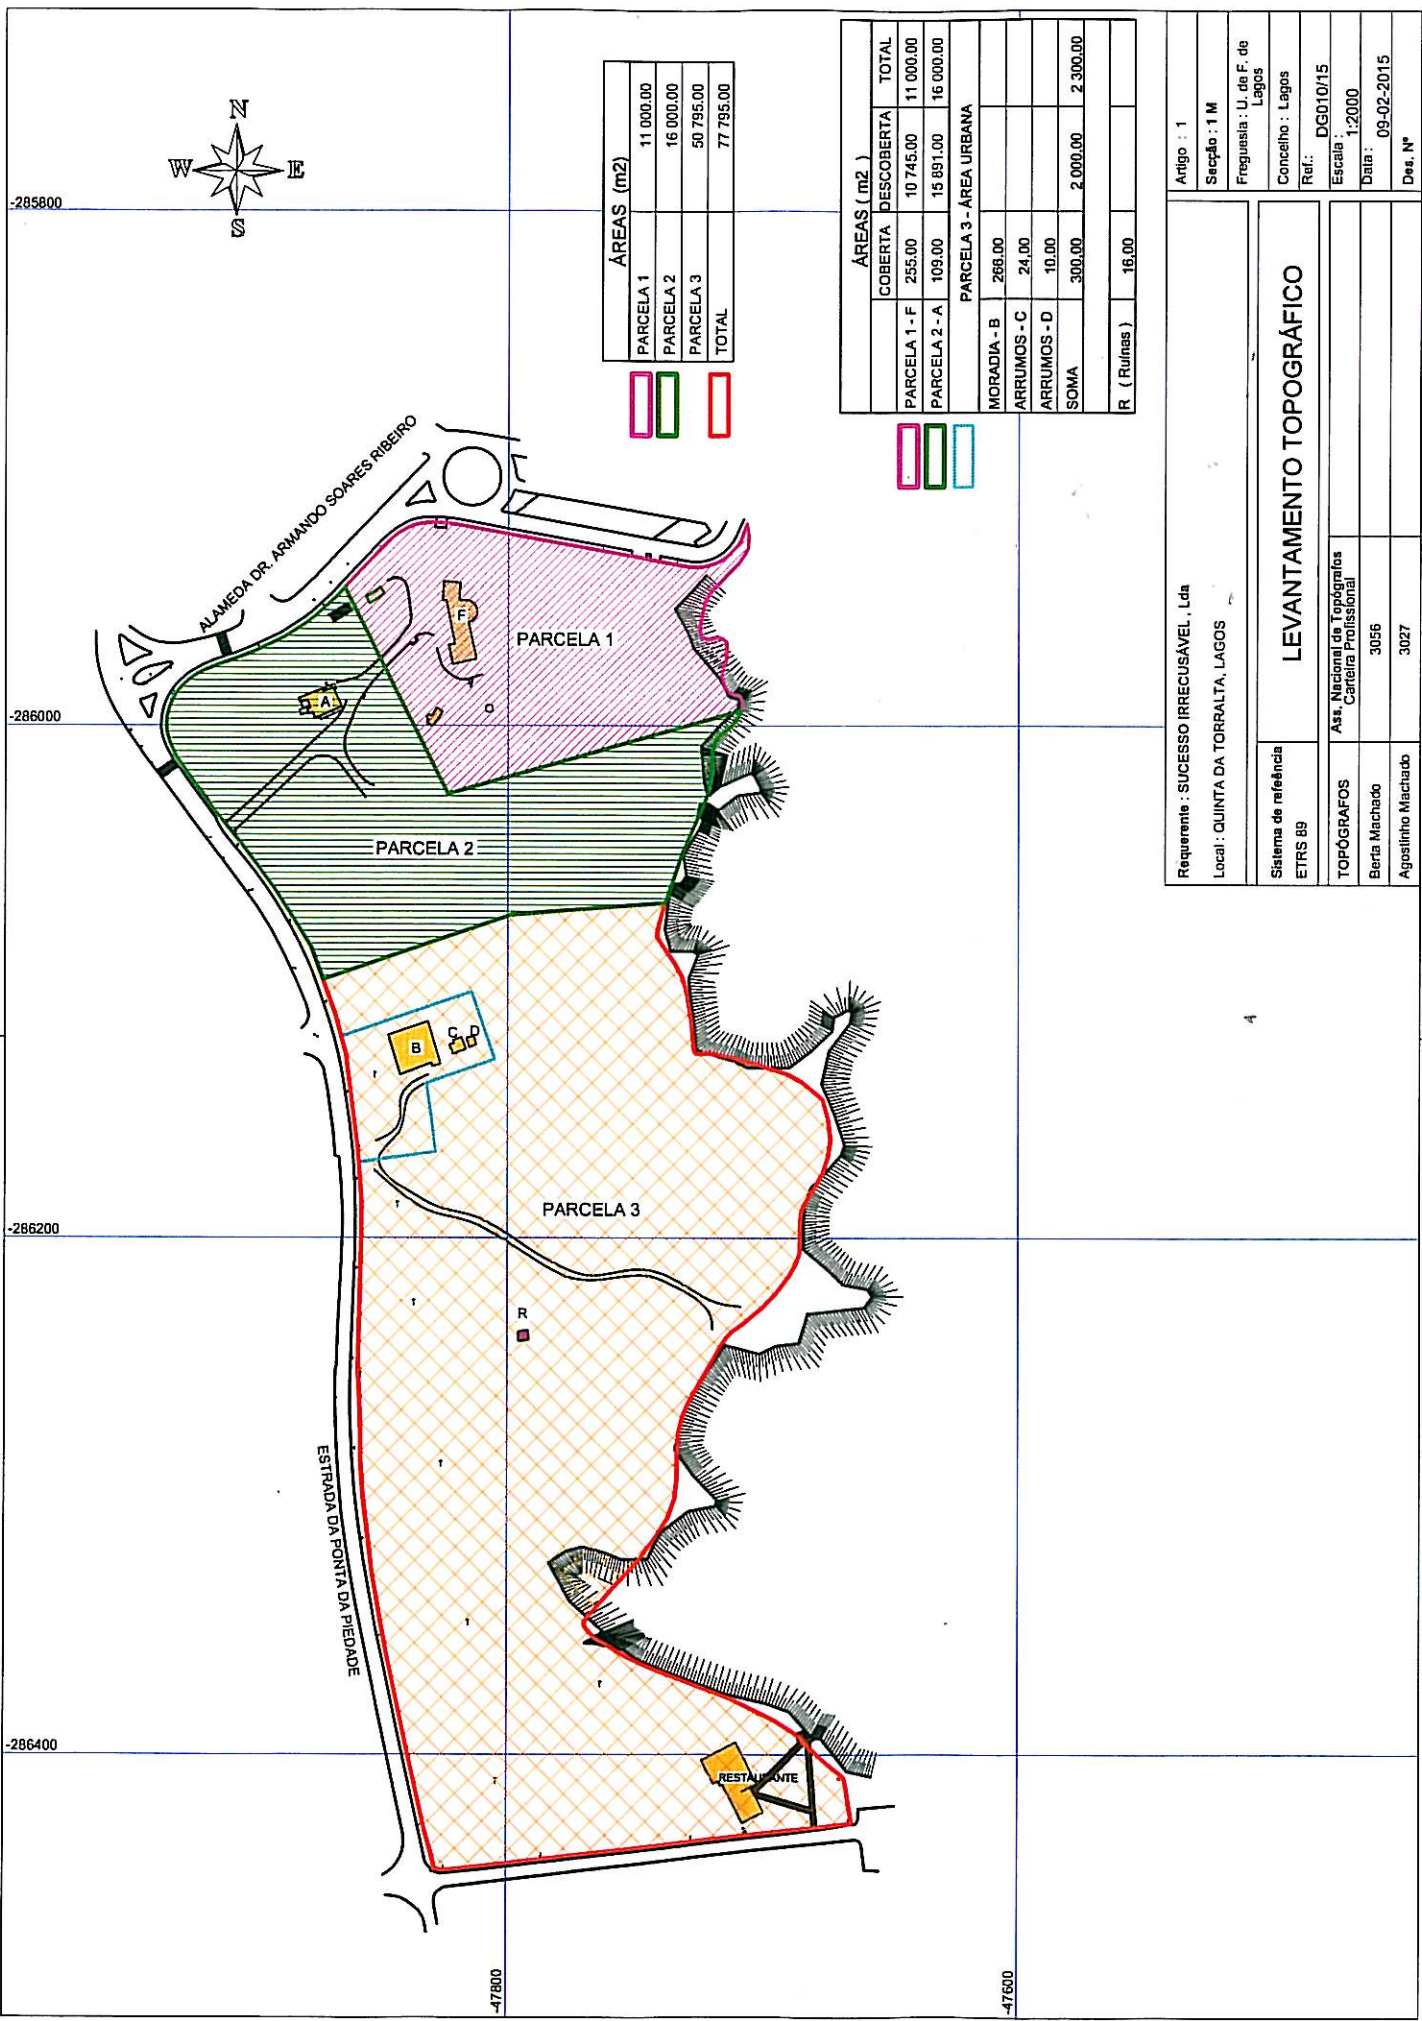 -285800
-286000
-286200
-286400
-47800
-47600
N
W
E
S
ALAMEDA DR. ARMANDO SOARES RIBEIRO
ESTRADA DA PONTA DA PIEDADE
PARCELA 1
F
PARCELA 2
A
PARCELA 3
B
C
D
R
RESTAURANTE
ÁREAS (m2)
PARCELA 1 11 000.00
PARCELA 2 16 000.00
PARCELA 3 50 795.00
TOTAL 77 795.00
ÁREAS ( m2 )
COBERTA DESCOBERTA TOTAL
PARCELA 1 - F 255.00 10 745.00 11 000.00
PARCELA 2 - A 109.00 15 891.00 16 000.00
PARCELA 3 - ÁREA URBANA
MORADIA - B 266,00
ARRUMOS - C 24,00
ARRUMOS - D 10.00
SOMA 300,00 2 000,00 2 300,00
R ( Ruínas ) 16,00
Requerente : SUCESSO IRRECUSÁVEL , Lda
Local : QUINTA DA TORRALTA, LAGOS
Artigo : 1
Secção : 1 M
Freguesia : U. de F. de
Lagos
Concelho : Lagos
Ref.: DG010/15
Escala : 1:2000
Data : 09-02-2015
Des. Nº
Sistema de refeência
ETRS 89
LEVANTAMENTO TOPOGRÁFICO
TOPÓGRAFOS
Ass. Nacional de Topógrafos
Carteira Profissional
Berta Machado 3056
Agostinho Machado 3027